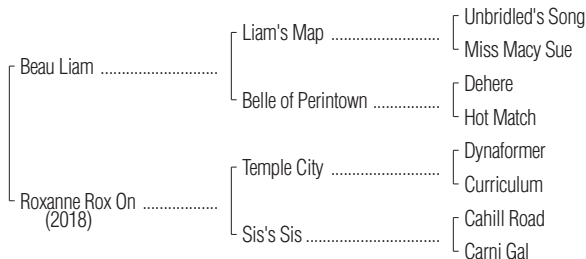 Unbridled's Song
Liam's Map ........................
Miss Macy Sue
Beau Liam ..........................
Dehere
Belle of Perintown .................
Hot Match
Dynaformer
Temple City ........................
Curriculum
Roxanne Rox On .................
(2018)
Cahill Road
Sis's Sis .............................
Carni Gal